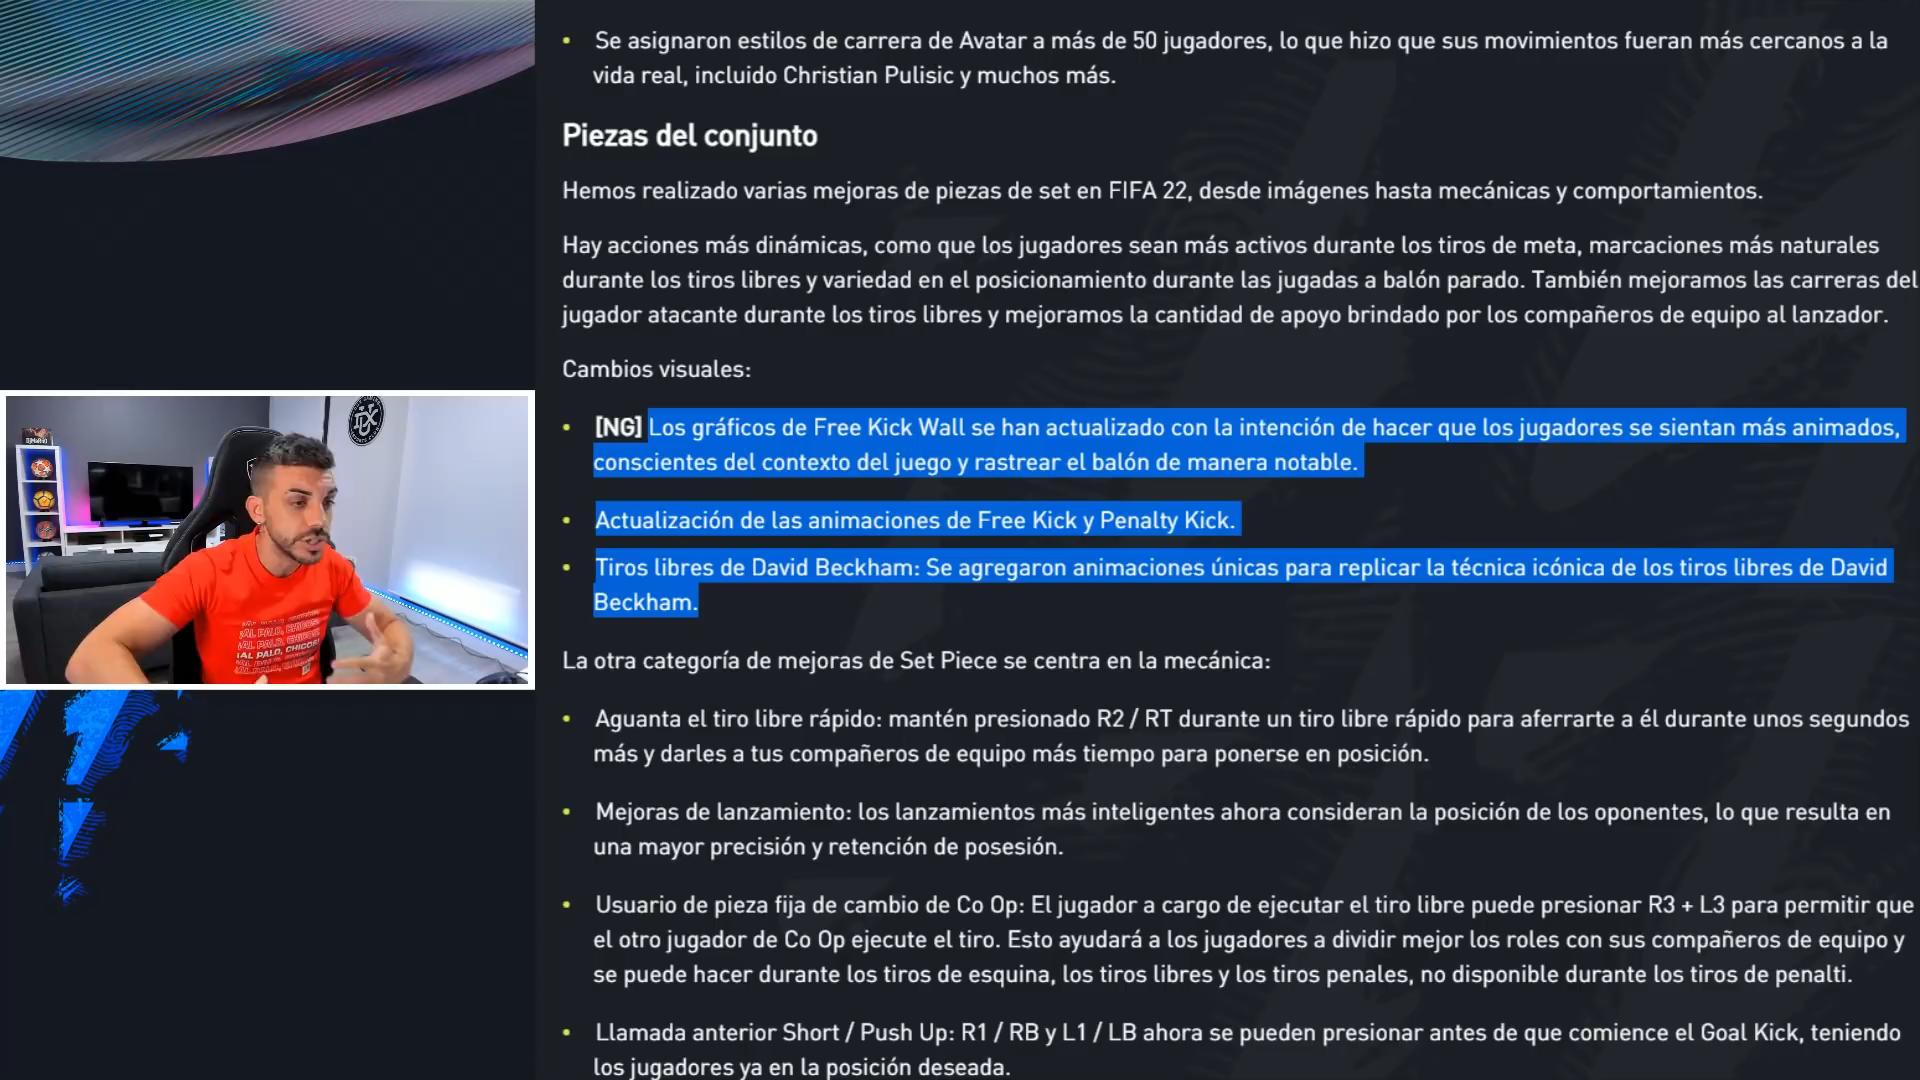 Se asignaron estilos de carrera de Avatar a más de 50 jugadores, lo que hizo que sus movimientos fueran más cercanos a la
vida real, incluido Christian Pulisic y muchos más.
Piezas del conjunto
Hemos realizado varias mejoras de piezas de set en FIFA 22, desde imágenes hasta mecánicas y comportamientos.
Hay acciones más dinámicas, como que los jugadores sean más activos durante los tiros de meta, marcaciones más naturales
durante los tiros libres y variedad en el posicionamiento durante las jugadas a balón parado. También mejoramos las carreras del
jugador atacante durante los tiros libres y mejoramos la cantidad de apoyo brindado por los compañeros de equipo al lanzador.
Cambios visuales:
[NG] Los gráficos de Free Kick Wall se han actualizado con la intención de hacer que los jugadores se sientan más animados,
conscientes del contexto del juego y rastrear el balón de manera notable.
Actualización de las animaciones de Free Kick y Penalty Kick.
Tiros libres de David Beckham: Se agregaron animaciones únicas para replicar la técnica icónica de los tiros libres de David
Beckham.
La otra categoría de mejoras de Set Piece se centra en la mecánica:
Aguanta el tiro libre rápido: mantén presionado R2 / RT durante un tiro libre rápido para aferrarte a él durante unos segundos
más y darles a tus compañeros de equipo más tiempo para ponerse en posición.
Mejoras de lanzamiento: los lanzamientos más inteligentes ahora consideran la posición de los oponentes, lo que resulta en
una mayor precisión y retención de posesión.
Usuario de pieza fija de cambio de Co Op: El jugador a cargo de ejecutar el tiro libre puede presionar R3 + L3 para permitir que
el otro jugador de Co Op ejecute el tiro. Esto ayudará a los jugadores a dividir mejor los roles con sus compañeros de equipo y
se puede hacer durante los tiros de esquina, los tiros libres y los tiros penales, no disponible durante los tiros de penalti.
Llamada anterior Short / Push Up: R1 / RB y L1 / LB ahora se pueden presionar antes de que comience el Goal Kick, teniendo
los jugadores ya en la posición deseada.
¡AL PALO, CHICOS!
¡AL PALO, CHICOS!
¡AL PALO, CHICOS!